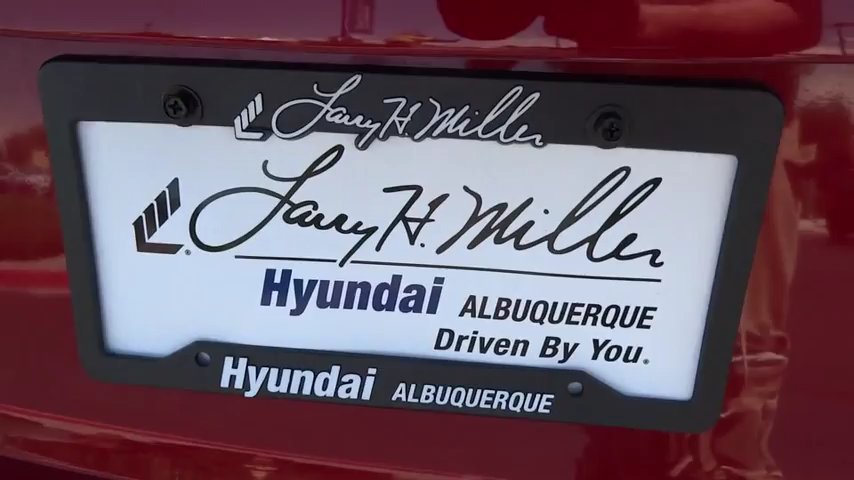 Larry H. Miller
Larry H. Miller
Hyundai ALBUQUERQUE
Driven By You.
Hyundai ALBUQUERQUE